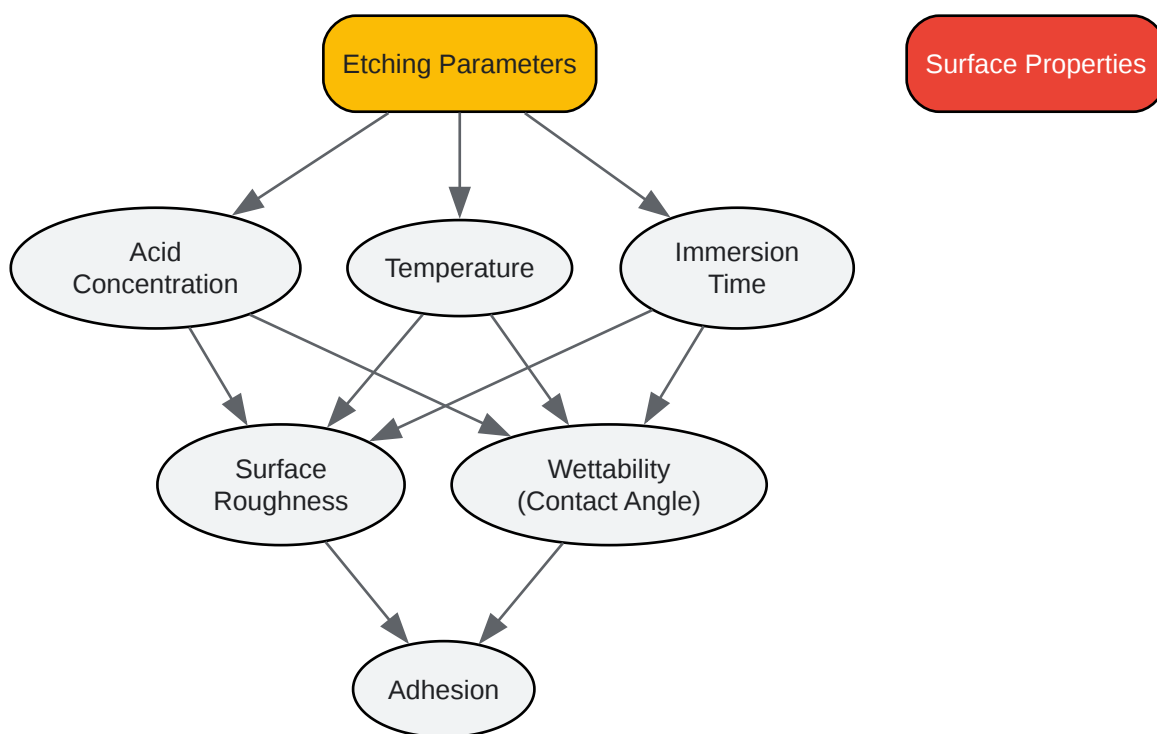 Etching Parameters
Surface Properties
Acid
Concentration
Temperature
Immersion
Time
Surface
Roughness
Wettability
(Contact Angle)
Adhesion